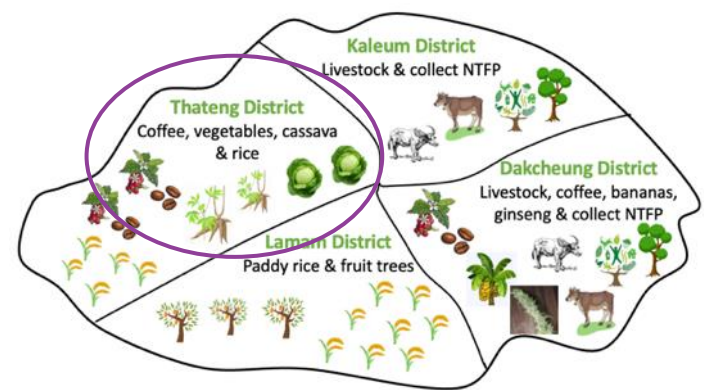 Kaleum District
Livestock & collect NTFP
Thateng District
Coffee, vegetables, cassava
& rice
Dakcheung District
Livestock, coffee, bananas,
ginseng & collect NTFP
Lamam District
Paddy rice & fruit trees